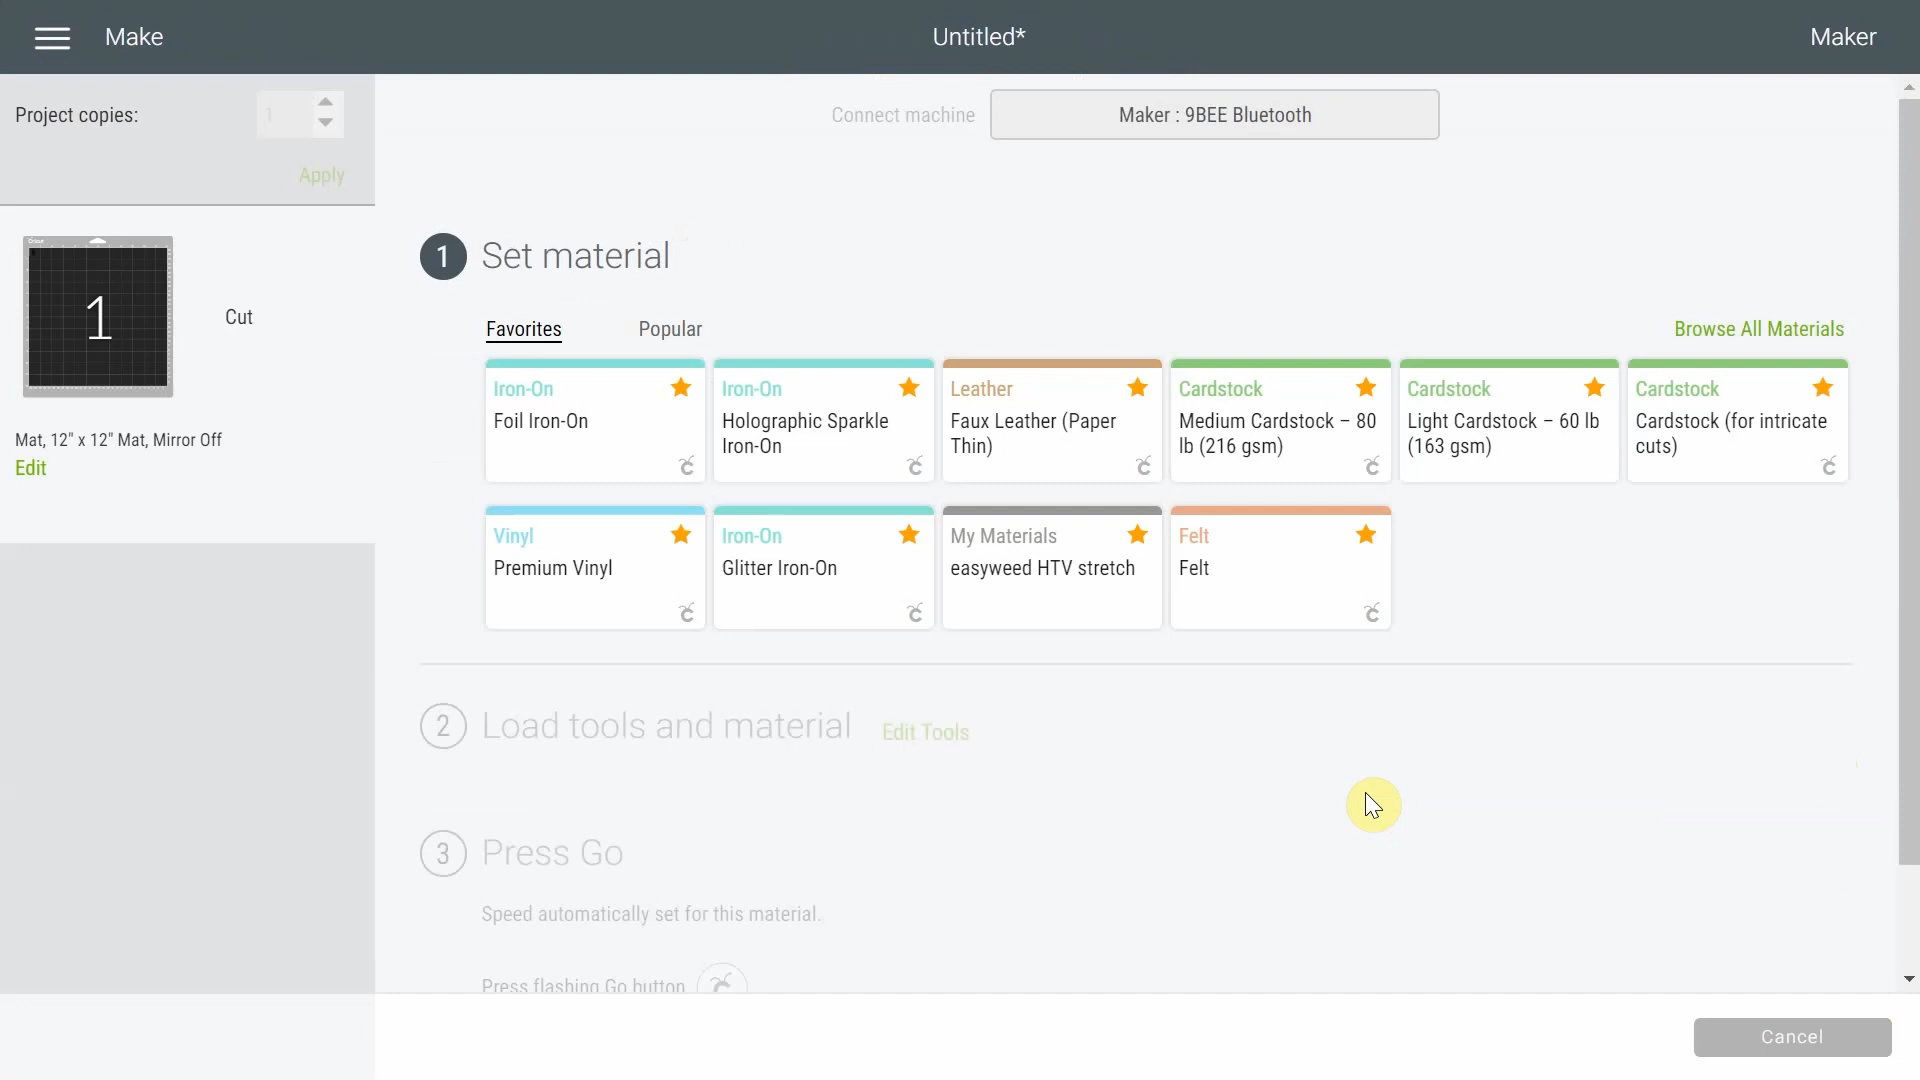 Make
Untitled*
Maker
Project copies:
1
Apply
Connect machine
Maker : 9BEE Bluetooth
1
Set material
Favorites
Popular
Browse All Materials
Iron-On
Foil Iron-On
Iron-On
Holographic Sparkle
Iron-On
Leather
Faux Leather (Paper
Thin)
Cardstock
Medium Cardstock – 80
lb (216 gsm)
Cardstock
Light Cardstock – 60 lb
(163 gsm)
Cardstock
Cardstock (for intricate
cuts)
Vinyl
Premium Vinyl
Iron-On
Glitter Iron-On
My Materials
easyweed HTV stretch
Felt
Felt
Cricut
1
Cut
Mat, 12" x 12" Mat, Mirror Off
Edit
2
Load tools and material
Edit Tools
3
Press Go
Speed automatically set for this material.
Press flashing Go button
Cancel